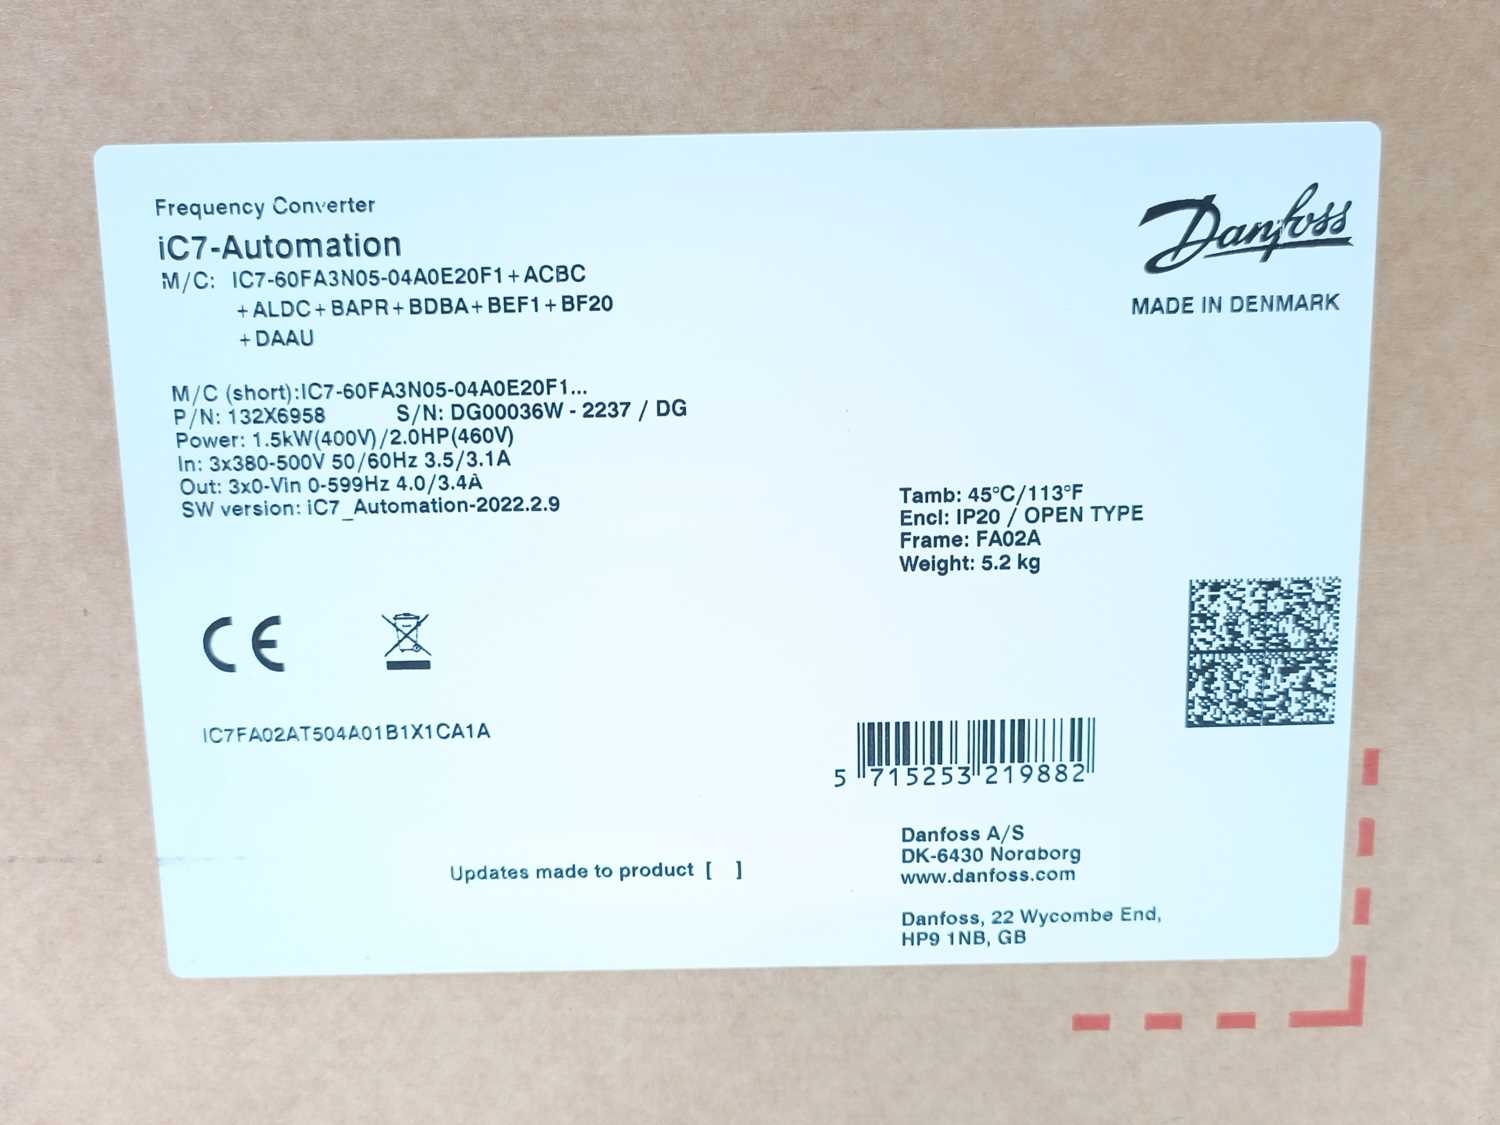 Frequency Converter
iC7-Automation
M/C: IC7-60FA3N05-04A0E20F1+ACBC
+ALDC+BAPR+BDBA+BEF1+BF20
+DAAU
Danfoss
MADE IN DENMARK
M/C (short):IC7-60FA3N05-04A0E20F1...
P/N: 132X6958 S/N: DG00036W - 2237 / DG
Power: 1.5kW(400V)/2.0HP(460V)
In: 3x380-500V 50/60Hz 3.5/3.1A
Out: 3x0-Vin 0-599Hz 4.0/3.4A
SW version: iC7_Automation-2022.2.9
Tamb: 45°C/113°F
Encl: IP20 / OPEN TYPE
Frame: FA02A
Weight: 5.2 kg
CE
IC7FA02AT504A01B1X1CA1A
5 715253 219882
Updates made to product [ ]
Danfoss A/S
DK-6430 Nordborg
www.danfoss.com
Danfoss, 22 Wycombe End,
HP9 1NB, GB